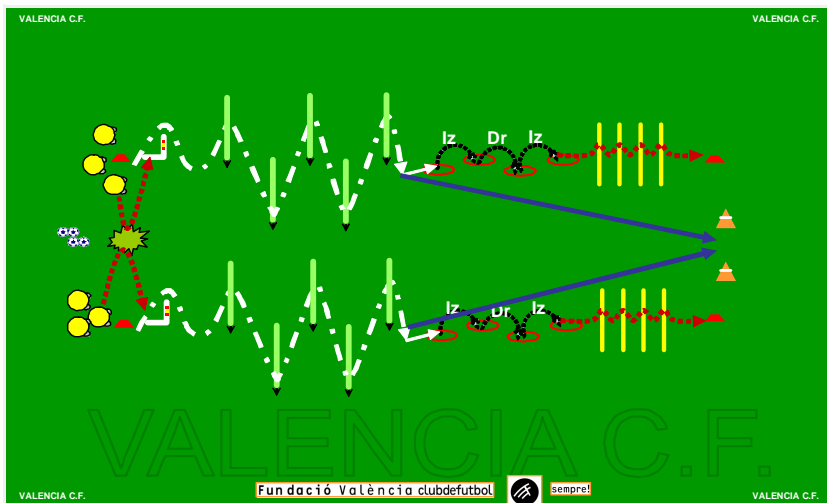 VALENCIA C.F. VALENCIA C.F.
Iz Dr Iz
Iz Dr Iz
VALENCIA C.F.
Fundació València clubdefutbol sempre!
VALENCIA C.F. VALENCIA C.F.